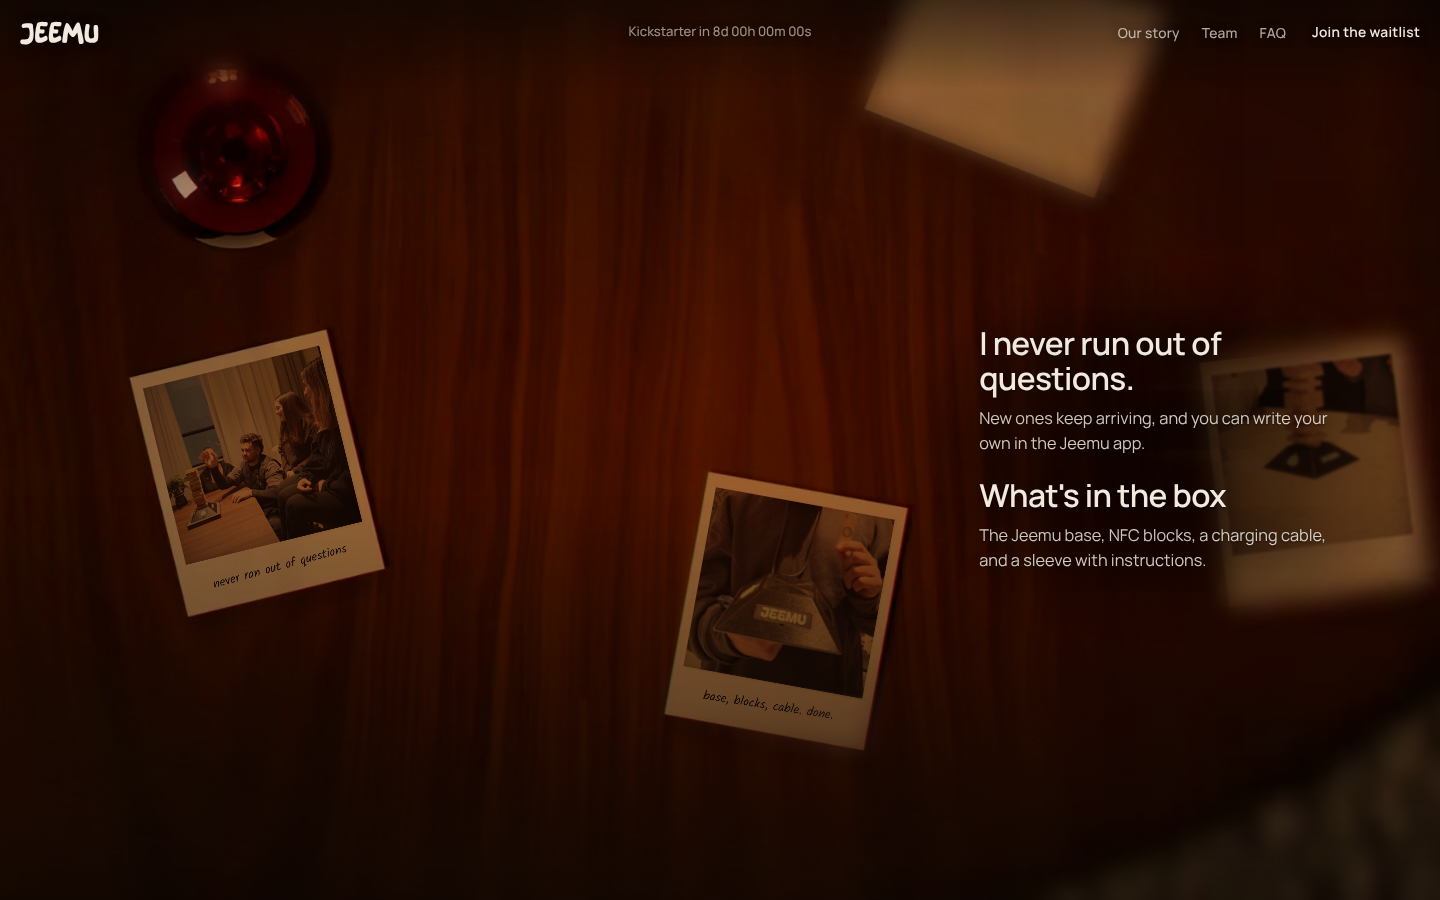 JEEMU
Kickstarter in 8d 00h 00m 00s
Our story
Team
FAQ
Join the waitlist
I never run out of
questions.
New ones keep arriving, and you can write your
own in the Jeemu app.
What's in the box
The Jeemu base, NFC blocks, a charging cable,
and a sleeve with instructions.
never run out of questions
JEEMU
base, blocks, cable. done.